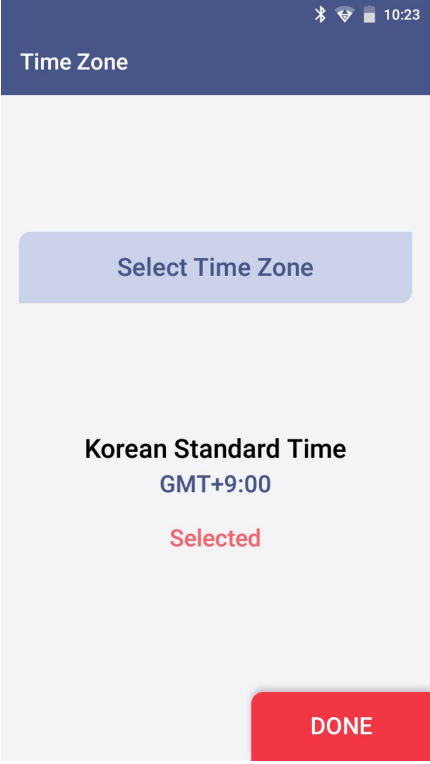 10:23
Time Zone
Select Time Zone
Korean Standard Time
GMT+9:00
Selected
DONE